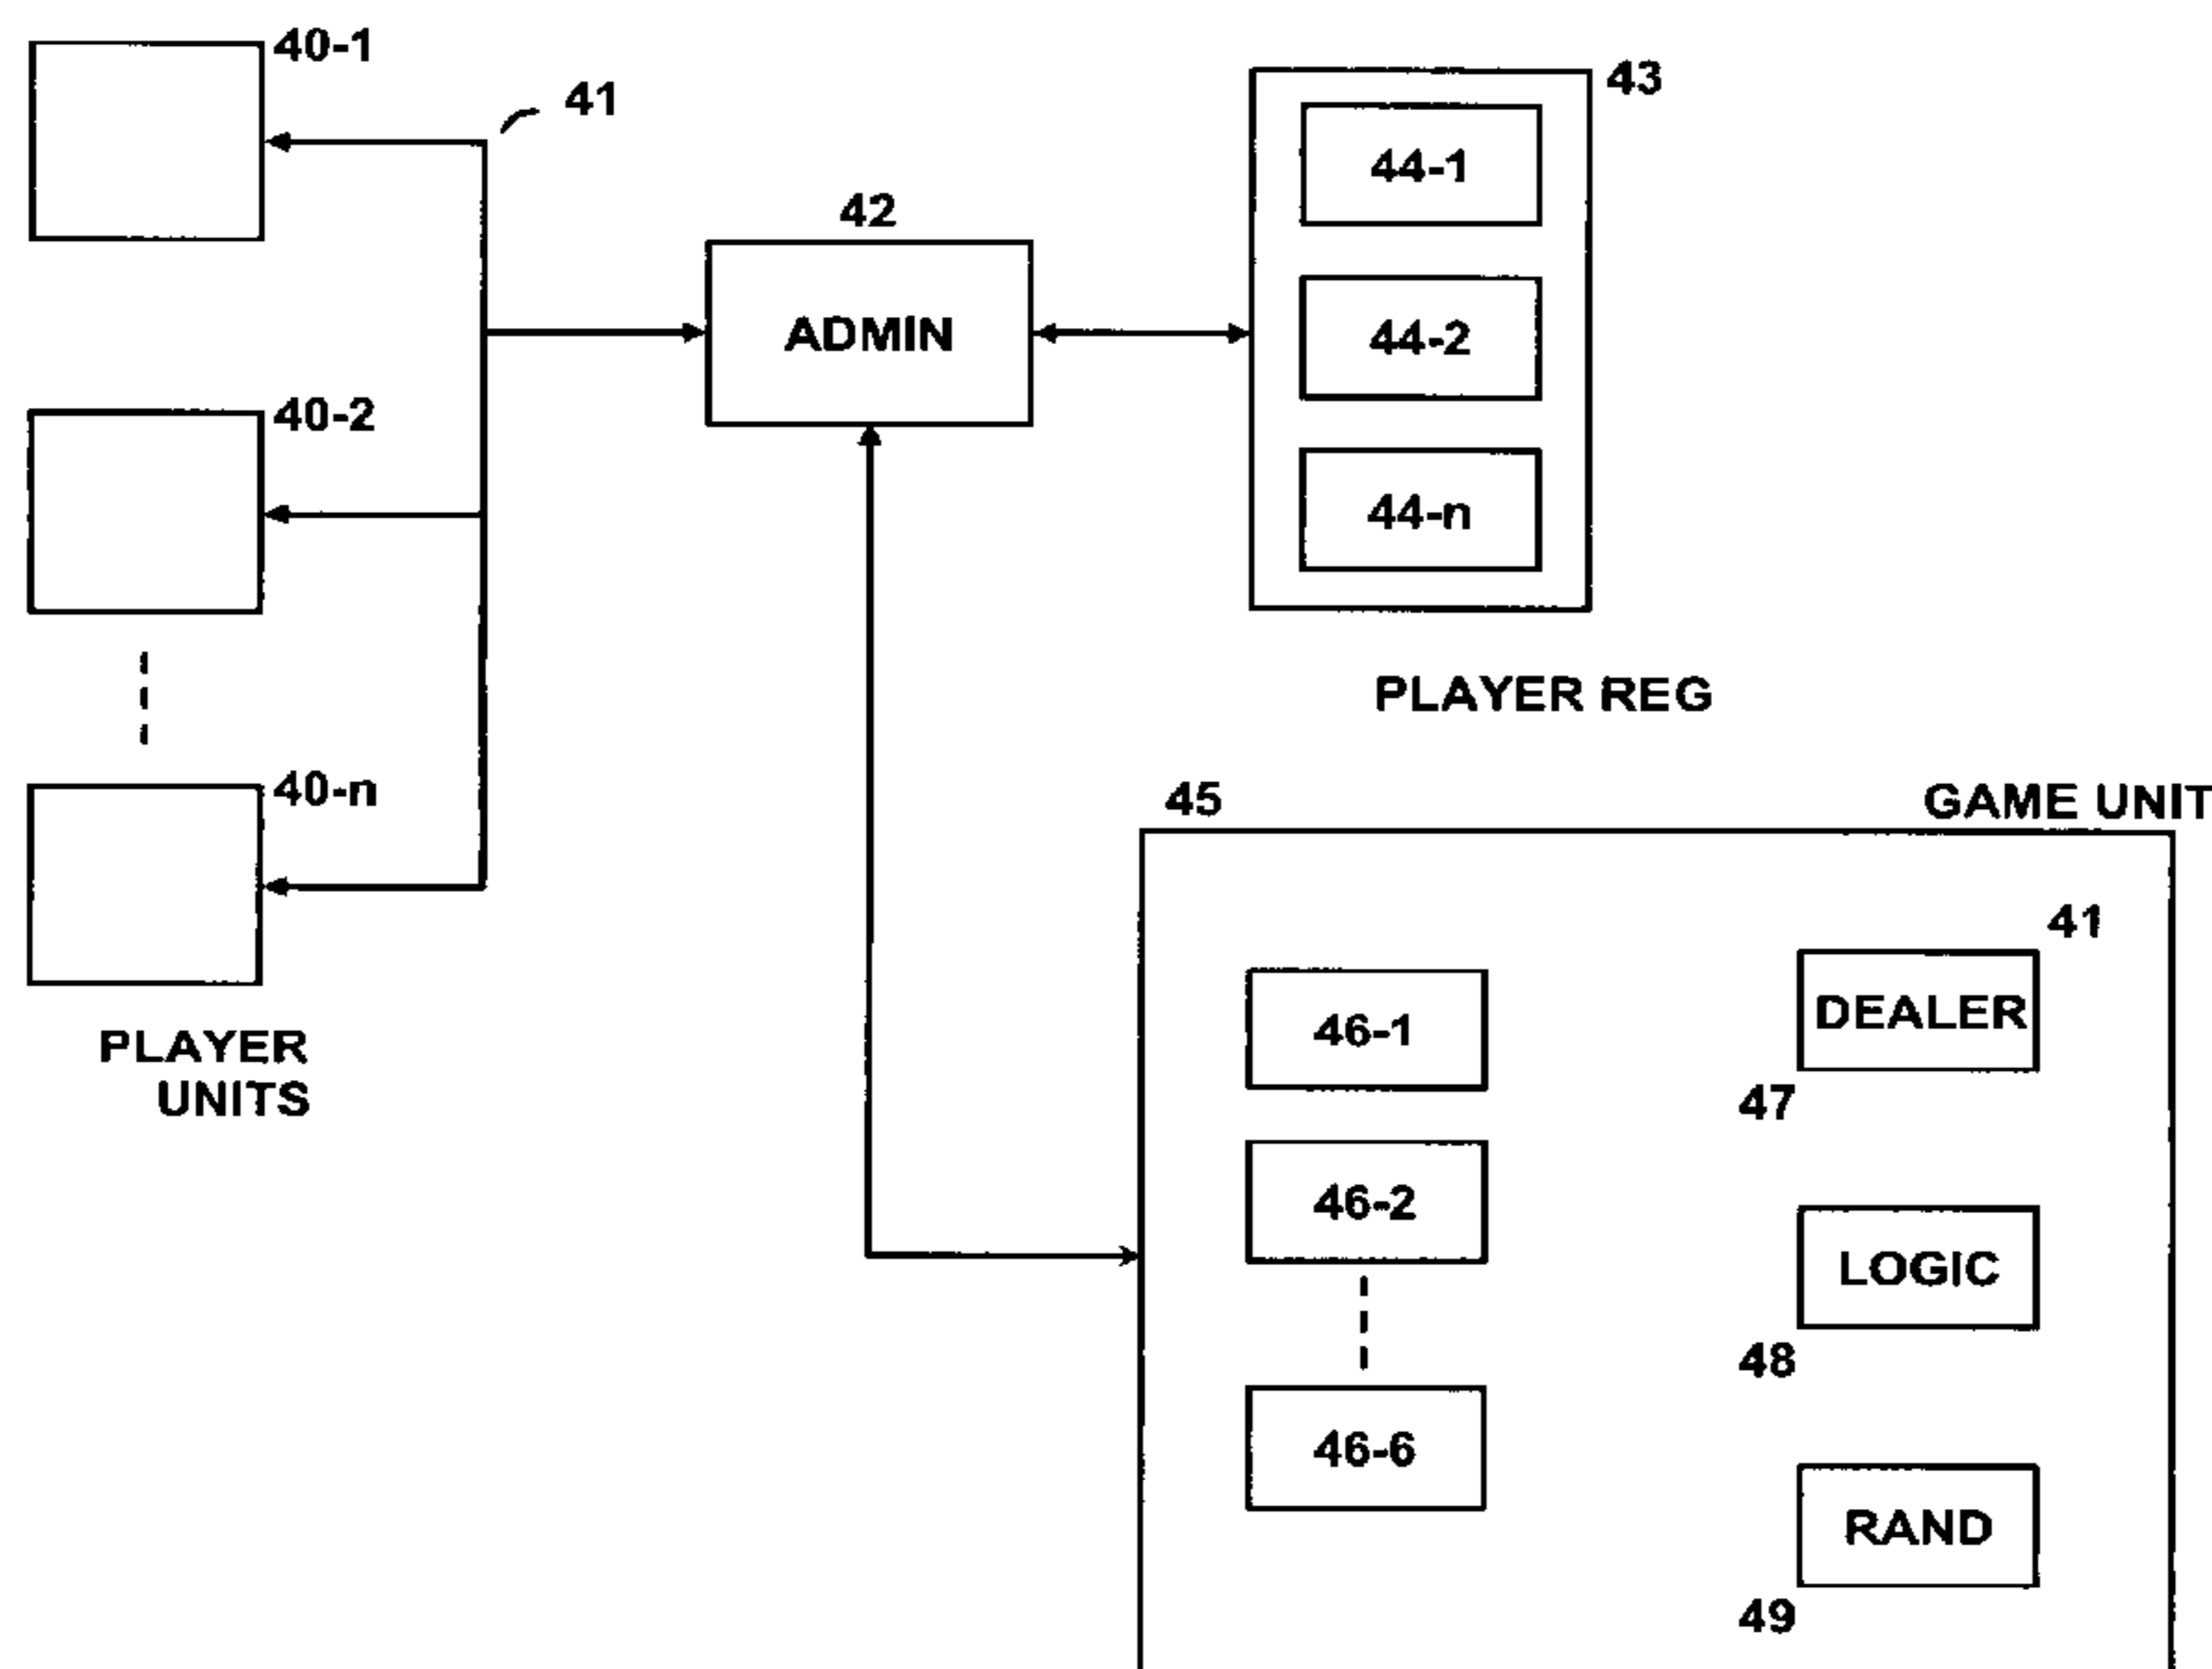 40-1
41
43
44-1
42
ADMIN
44-2
40-2
44-n
PLAYER REG
40-n
45
GAME UNIT
41
46-1
DEALER
PLAYER
UNITS
47
46-2
LOGIC
48
46-6
RAND
49